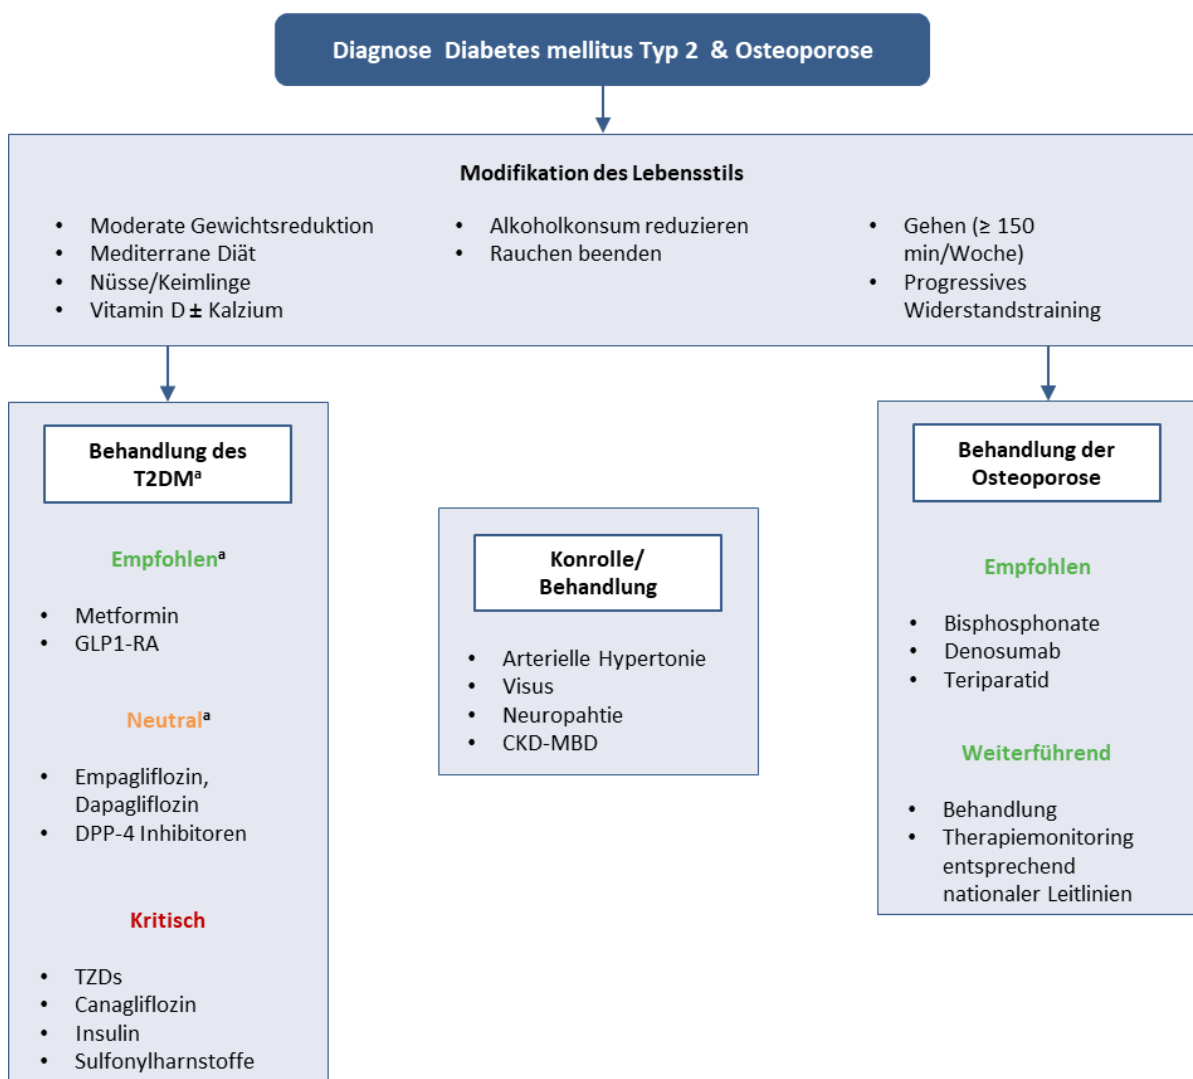 Diagnose Diabetes mellitus Typ 2 & Osteoporose
Modifikation des Lebensstils
• Moderate Gewichtsreduktion
• Mediterrane Diät
• Nüsse/Keimlinge
• Vitamin D ± Kalzium
• Alkoholkonsum reduzieren
• Rauchen beenden
• Gehen (≥ 150
min/Woche)
• Progressives
Widerstandstraining
Behandlung des
T2DMᵃ
Empfohlenᵃ
• Metformin
• GLP1-RA
Neutralᵃ
• Empagliflozin,
Dapagliflozin
• DPP-4 Inhibitoren
Kritisch
• TZDs
• Canagliflozin
• Insulin
• Sulfonylharnstoffe
Konrolle/
Behandlung
• Arterielle Hypertonie
• Visus
• Neuropahtie
• CKD-MBD
Behandlung der
Osteoporose
Empfohlen
• Bisphosphonate
• Denosumab
• Teriparatid
Weiterführend
• Behandlung
• Therapiemonitoring
entsprechend
nationaler Leitlinien